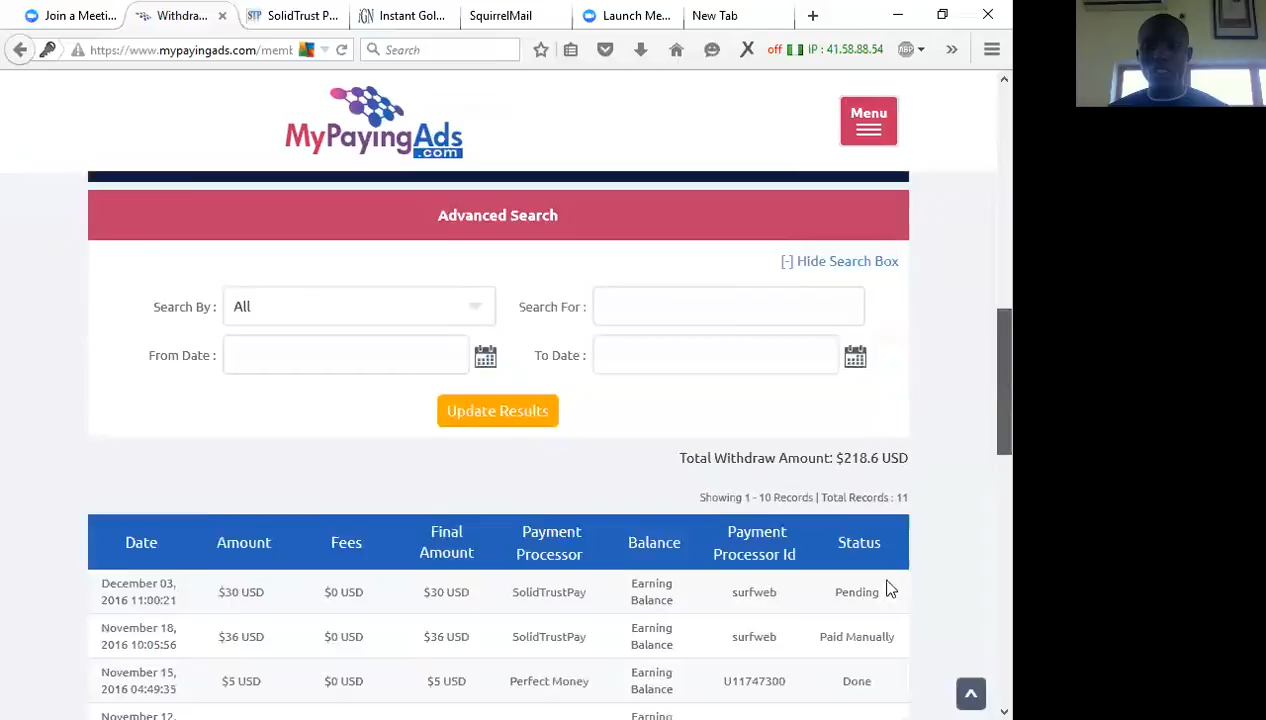 Join a Meeti...
Withdra...
STP
SolidTrust P...
Instant Gol...
SquirrelMail
Launch Me...
New Tab
https://www.mypayingads.com/memb
Search
off
IP : 41.58.88.54
ABP
MyPayingAds
.com
Menu
Advanced Search
[-] Hide Search Box
Search By : All Search For :
From Date : To Date :
Update Results
Total Withdraw Amount: $218.6 USD
Showing 1 - 10 Records | Total Records : 11
Date Amount Fees Final Amount Payment Processor Balance Payment Processor Id Status
December 03, 2016 11:00:21 $30 USD $0 USD $30 USD SolidTrustPay Earning Balance surfweb Pending
November 18, 2016 10:05:56 $36 USD $0 USD $36 USD SolidTrustPay Earning Balance surfweb Paid Manually
November 15, 2016 04:49:35 $5 USD $0 USD $5 USD Perfect Money Earning Balance U11747300 Done
November 12, Earning